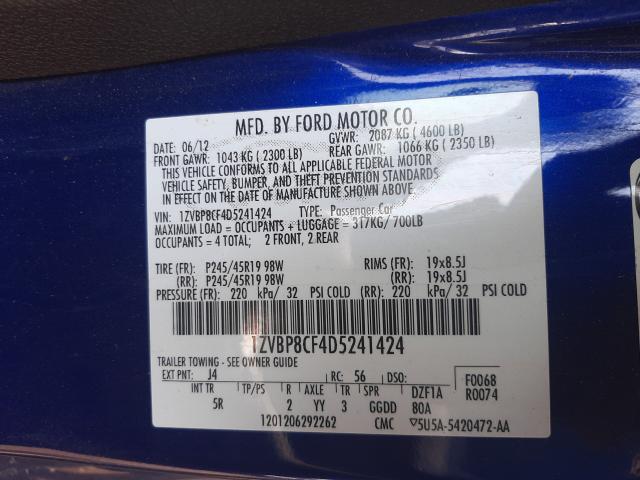 MFD. BY FORD MOTOR CO.
DATE: 06/12 GVWR: 2087 KG ( 4600 LB)
FRONT GAWR: 1043 KG ( 2300 LB) REAR GAWR: 1066 KG ( 2350 LB)
THIS VEHICLE CONFORMS TO ALL APPLICABLE FEDERAL MOTOR
VEHICLE SAFETY, BUMPER, AND THEFT PREVENTION STANDARDS
IN EFFECT ON THE DATE OF MANUFACTURE SHOWN ABOVE.
VIN: 1ZVBP8CF4D5241424 TYPE: Passenger Car
MAXIMUM LOAD = OCCUPANTS + LUGGAGE = 317KG/ 700LB
OCCUPANTS = 4 TOTAL; 2 FRONT, 2 REAR
TIRE (FR): P245/45R19 98W RIMS (FR): 19x8.5J
(RR): P245/45R19 98W (RR): 19x8.5J
PRESSURE (FR): 220 kPa/ 32 PSI COLD (RR): 220 kPa/ 32 PSI COLD
1ZVBP8CF4D5241424
TRAILER TOWING - SEE OWNER GUIDE
EXT PNT: J4 RC: 56 DSO: F0068
INT TR TP/PS R AXLE TR SPR DZF1A R0074
5R 2 YY 3 GGDD 80A
1201206292262 CMC ▽5U5A-5420472-AA